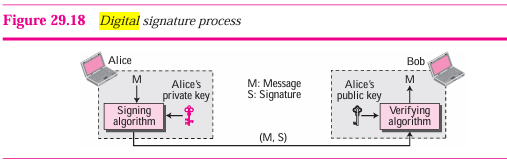 Figure 29.18 Digital signature process
Alice
Bob
M
Alice's
private key
M: Message
S: Signature
Alice's
public key
M
Signing
algorithm
Verifying
algorithm
(M, S)